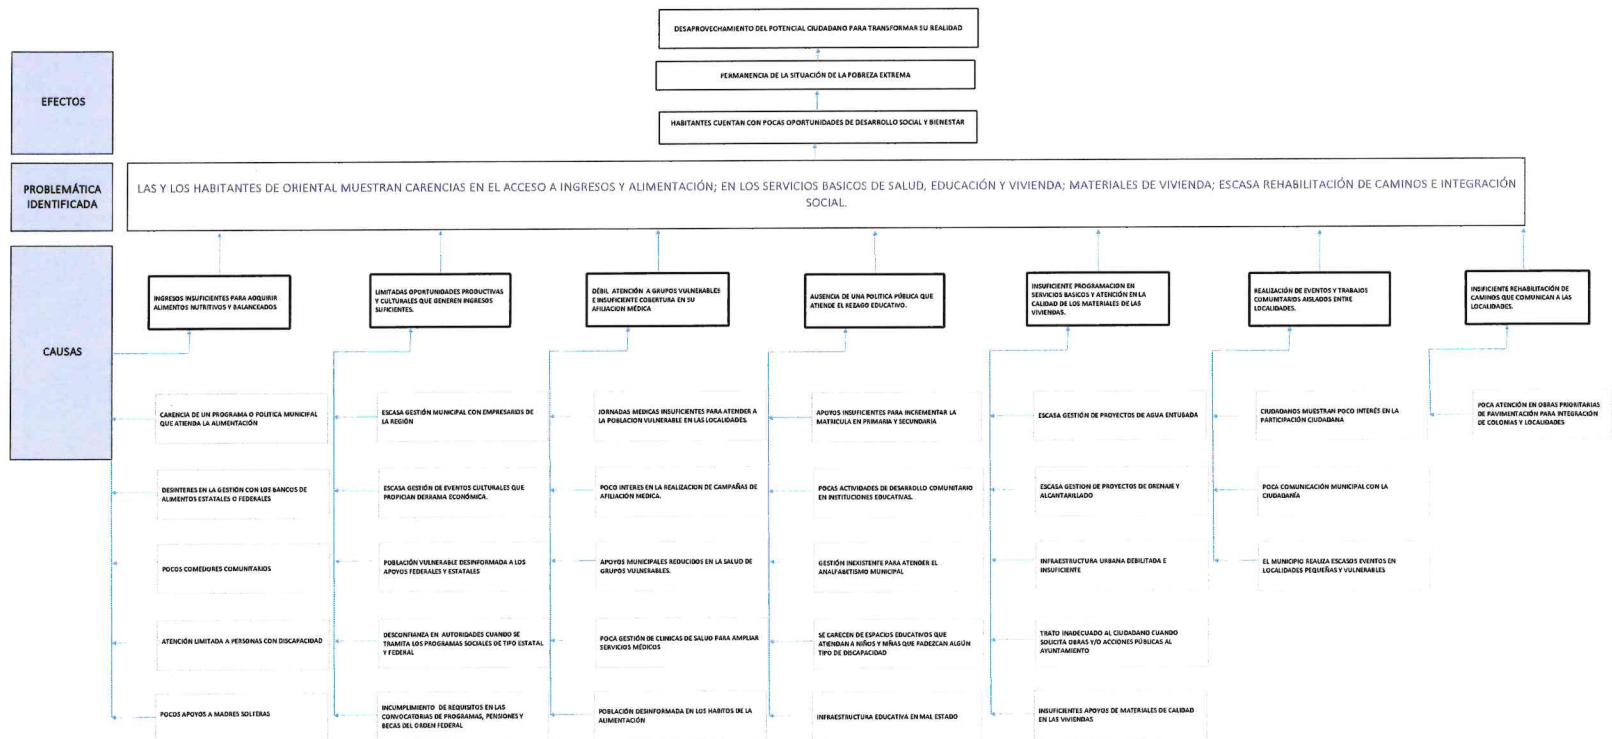 DESAPROVECHAMIENTO DEL POTENCIAL CIUDADANO PARA TRANSFORMAR SU REALIDAD
PERMANENCIA DE LA SITUACIÓN DE LA POBREZA EXTREMA
EFECTOS
HABITANTES CUENTAN CON POCAS OPORTUNIDADES DE DESARROLLO SOCIAL Y BIENESTAR
PROBLEMÁTICA
IDENTIFICADA
LAS Y LOS HABITANTES DE ORIENTAL MUESTRAN CARENCIAS EN EL ACCESO A INGRESOS Y ALIMENTACIÓN; EN LOS SERVICIOS BASICOS DE SALUD, EDUCACIÓN Y VIVIENDA; MATERIALES DE VIVIENDA; ESCASA REHABILITACIÓN DE CAMINOS E INTEGRACIÓN
SOCIAL.
CAUSAS
INGRESOS INSUFICIENTES PARA ADQUIRIR
ALIMENTOS NUTRITIVOS Y BALANCEADOS
LIMITADAS OPORTUNIDADES PRODUCTIVAS
Y CULTURALES QUE GENEREN INGRESOS
SUFICIENTES.
DÉBIL ATENCIÓN A GRUPOS VULNERABLES
E INSUFICIENTE COBERTURA EN SU
AFILIACION MÉDICA
AUSENCIA DE UNA POLITICA PÚBLICA QUE
ATIENDE EL REZAGO EDUCATIVO.
INSUFICIENTE PROGRAMACION EN
SERVICIOS BASICOS Y ATENCIÓN EN LA
CALIDAD DE LOS MATERIALES DE LAS
VIVIENDAS.
REALIZACIÓN DE EVENTOS Y TRABAJOS
COMUNITARIOS AISLADOS ENTRE
LOCALIDADES.
INSIFICIENTE REHABILITACIÓN DE
CAMINOS QUE COMUNICAN A LAS
LOCALIDADES.
CARENCIA DE UN PROGRAMA O POLITICA MUNICIPAL
QUE ATIENDA LA ALIMENTACIÓN
ESCASA GESTIÓN MUNICIPAL CON EMPRESARIOS DE
LA REGIÓN
JORNADAS MEDICAS INSUFICIENTES PARA ATENDER A
LA POBLACION VULNERABLE EN LAS LOCALIDADES.
APOYOS INSUFICIENTES PARA INCREMENTAR LA
MATRICULA EN PRIMARIA Y SECUNDARIA
ESCASA GESTIÓN DE PROYECTOS DE AGUA ENTUBADA
CIUDADANOS MUESTRAN POCO INTERÉS EN LA
PARTICIPACIÓN CIUDADANA
POCA ATENCIÓN EN OBRAS PRIORITARIAS
DE PAVIMENTACIÓN PARA INTEGRACIÓN
DE COLONIAS Y LOCALIDADES
DESINTERES EN LA GESTIÓN CON LOS BANCOS DE
ALIMENTOS ESTATALES O FEDERALES
ESCASA GESTIÓN DE EVENTOS CULTURALES QUE
PROPICIAN DERRAMA ECONÓMICA.
POCO INTERES EN LA REALIZACION DE CAMPAÑAS DE
AFILIACIÓN MEDICA.
POCAS ACTIVIDADES DE DESARROLLO COMUNITARIO
EN INSTITUCIONES EDUCATIVAS.
ESCASA GESTION DE PROYECTOS DE DRENAJE Y
ALCANTARILLADO
POCA COMUNICACIÓN MUNICIPAL CON LA
CIUDADANÍA
POCOS COMEDORES COMUNITARIOS
POBLACIÓN VULNERABLE DESINFORMADA A LOS
APOYOS FEDERALES Y ESTATALES
APOYOS MUNICIPALES REDUCIDOS EN LA SALUD DE
GRUPOS VULNERABLES.
GESTIÓN INEXISTENTE PARA ATENDER EL
ANALFABETISMO MUNICIPAL
INFRAESTRUCTURA URBANA DEBILITADA E
INSUFICIENTE
EL MUNICIPIO REALIZA ESCASOS EVENTOS EN
LOCALIDADES PEQUEÑAS Y VULNERABLES
ATENCIÓN LIMITADA A PERSONAS CON DISCAPACIDAD
DESCONFIANZA EN AUTORIDADES CUANDO SE
TRAMITA LOS PROGRAMAS SOCIALES DE TIPO ESTATAL
Y FEDERAL
POCA GESTIÓN DE CLINICAS DE SALUD PARA AMPLIAR
SERVICIOS MÉDICOS
SE CARECEN DE ESPACIOS EDUCATIVOS QUE
ATIENDAN A NIÑOS Y NIÑAS QUE PADEZCAN ALGÚN
TIPO DE DISCAPACIDAD
TRATO INADECUADO AL CIUDADANO CUANDO
SOLICITA OBRAS Y/O ACCIONES PÚBLICAS AL
AYUNTAMIENTO
POCOS APOYOS A MADRES SOLTERAS
INCUMPLIMIENTO DE REQUISITOS EN LAS
CONVOCATORIAS DE PROGRAMAS, PENSIONES Y
BECAS DEL ORDEN FEDERAL
POBLACIÓN DESINFORMADA EN LOS HABITOS DE LA
ALIMENTACIÓN
INFRAESTRUCTURA EDUCATIVA EN MAL ESTADO
INSUFICIENTES APOYOS DE MATERIALES DE CALIDAD
EN LAS VIVIENDAS